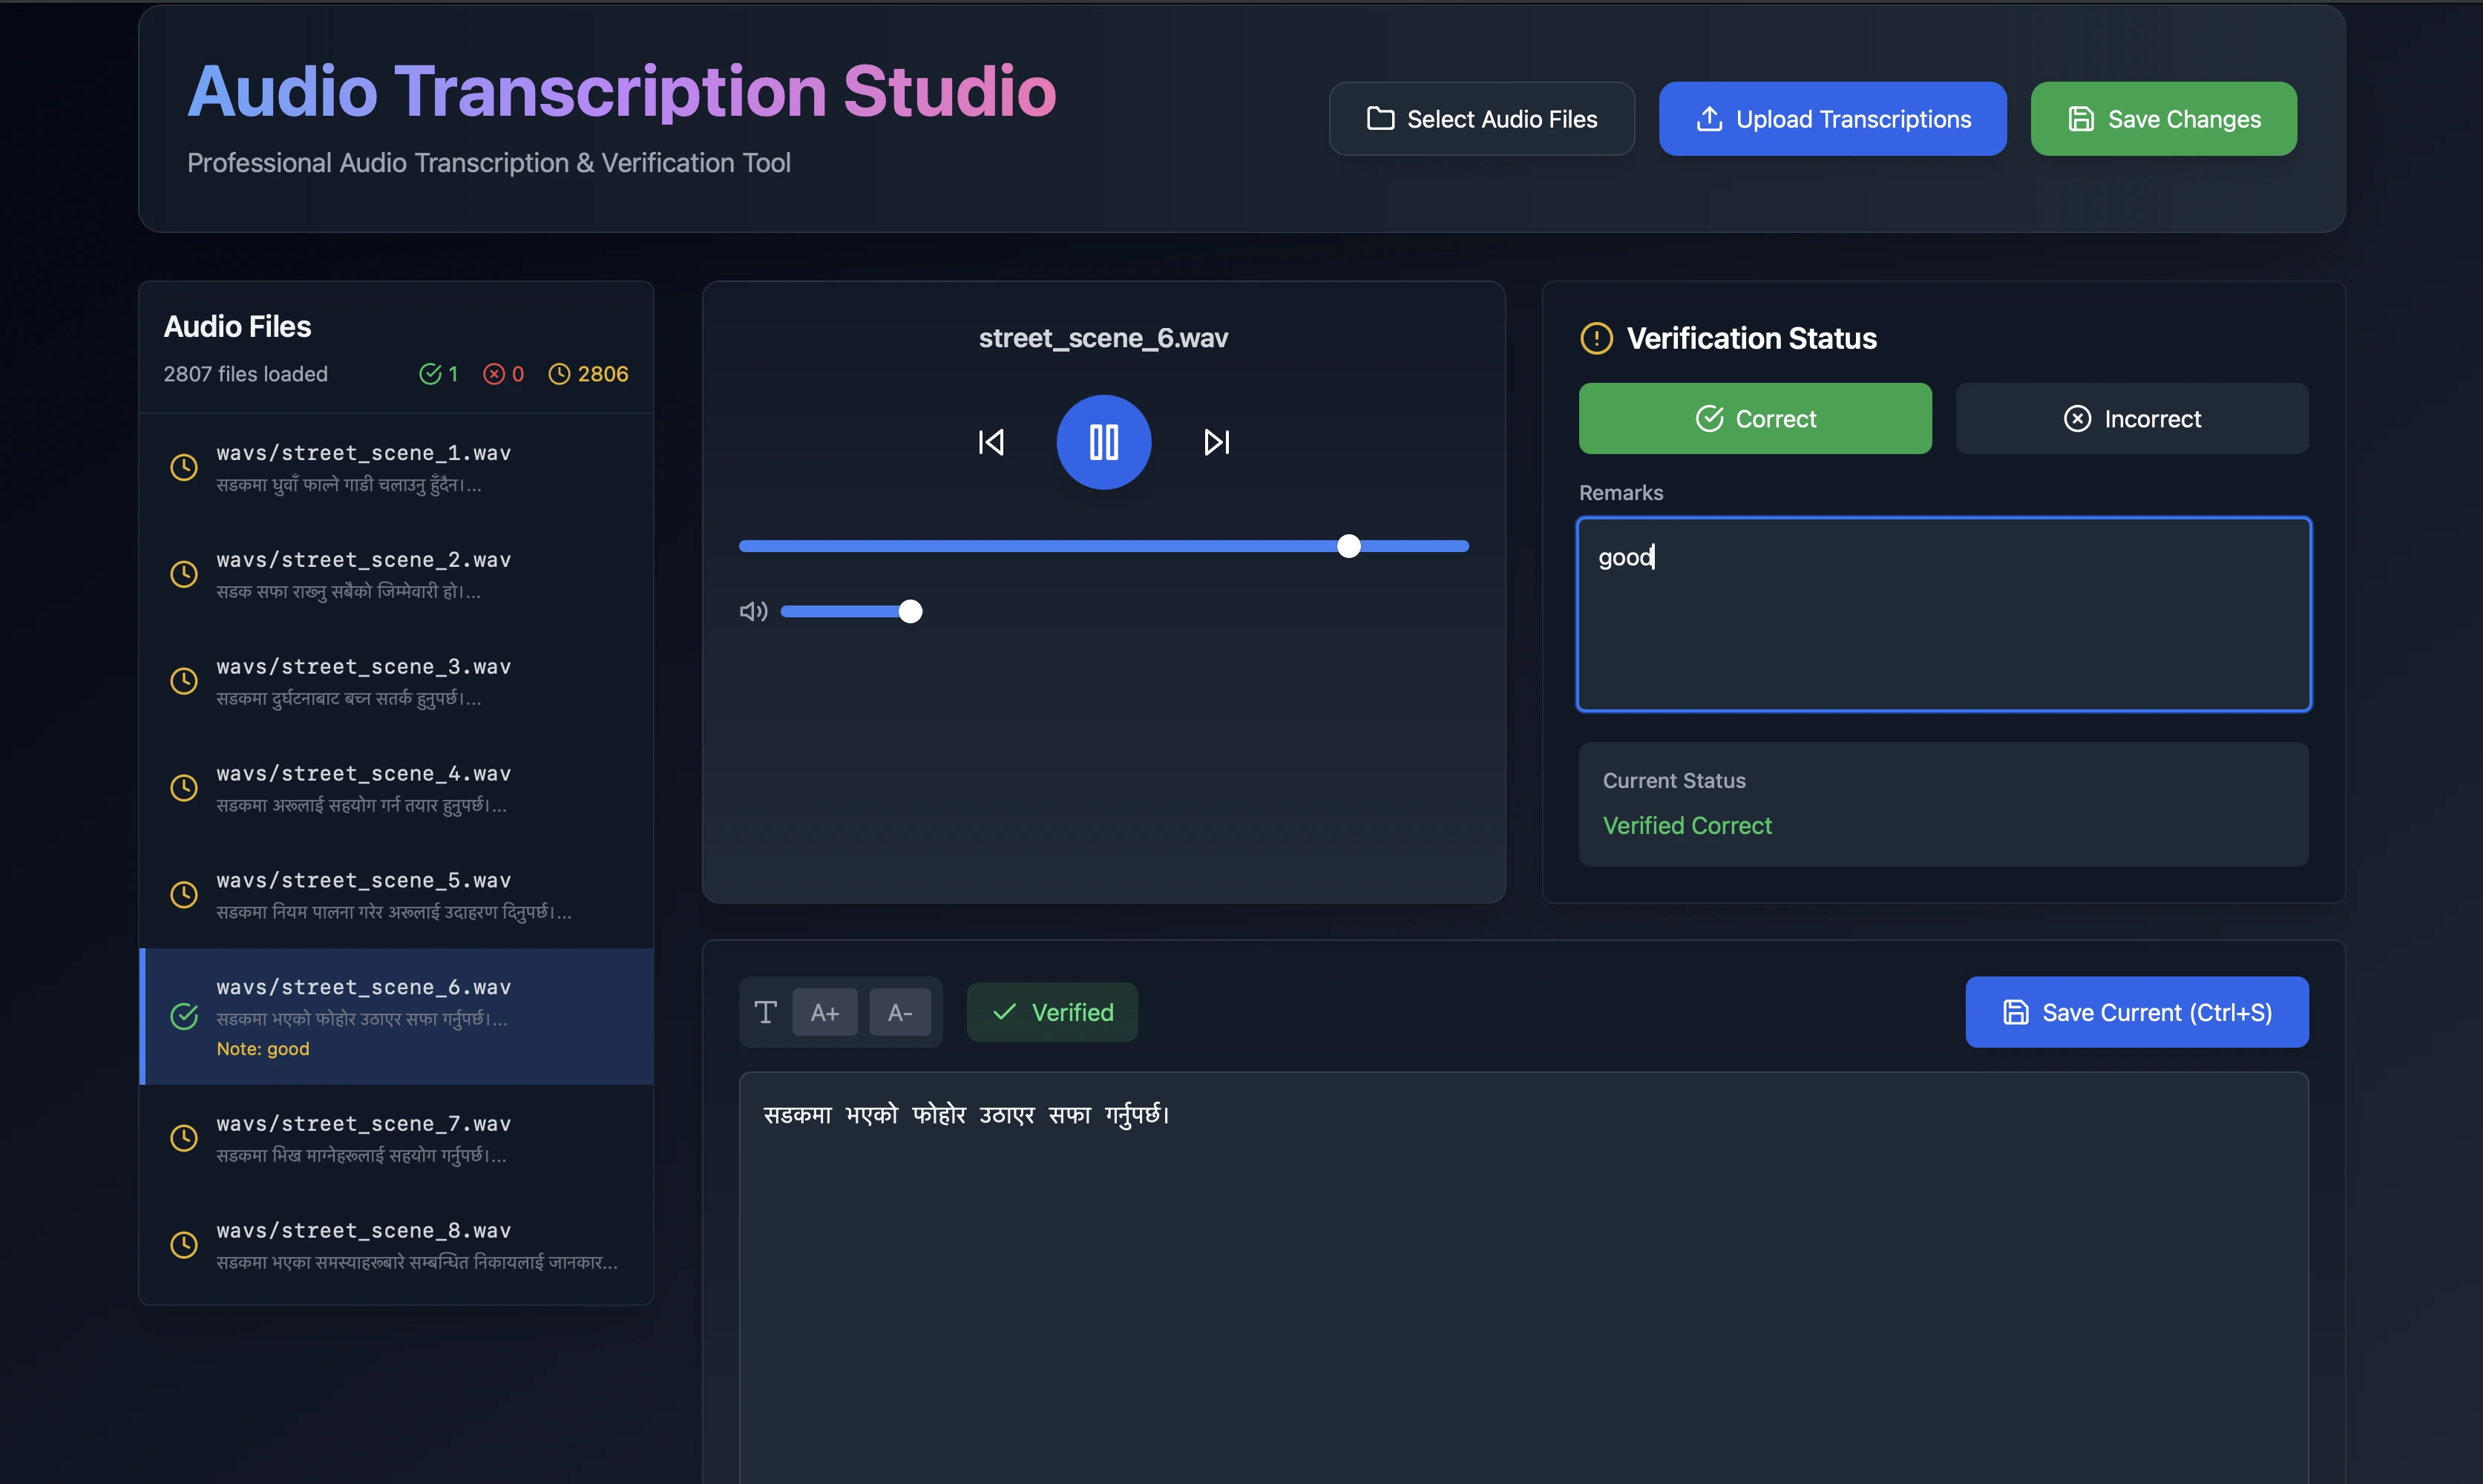 Audio Transcription Studio
Professional Audio Transcription & Verification Tool
Select Audio Files
Upload Transcriptions
Save Changes
Audio Files
2807 files loaded
1
0
2806
wavs/street_scene_1.wav
सडकमा धुवाँ फाल्ने गाडी चलाउनु हुँदैन।...
wavs/street_scene_2.wav
सडक सफा राख्नु सबैको जिम्मेवारी हो।...
wavs/street_scene_3.wav
सडकमा दुर्घटनाबाट बच्न सतर्क हुनुपर्छ।...
wavs/street_scene_4.wav
सडकमा अरूलाई सहयोग गर्न तयार हुनुपर्छ।...
wavs/street_scene_5.wav
सडकमा नियम पालना गरेर अरूलाई उदाहरण दिनुपर्छ।...
wavs/street_scene_6.wav
सडकमा भएको फोहोर उठाएर सफा गर्नुपर्छ।...
Note: good
wavs/street_scene_7.wav
सडकमा भिख माग्नेहरूलाई सहयोग गर्नुपर्छ।...
wavs/street_scene_8.wav
सडकमा भएका समस्याहरूबारे सम्बन्धित निकायलाई जानकार...
street_scene_6.wav
Verification Status
Correct
Incorrect
Remarks
good
Current Status
Verified Correct
T A+ A-
Verified
Save Current (Ctrl+S)
सडकमा भएको फोहोर उठाएर सफा गर्नुपर्छ।